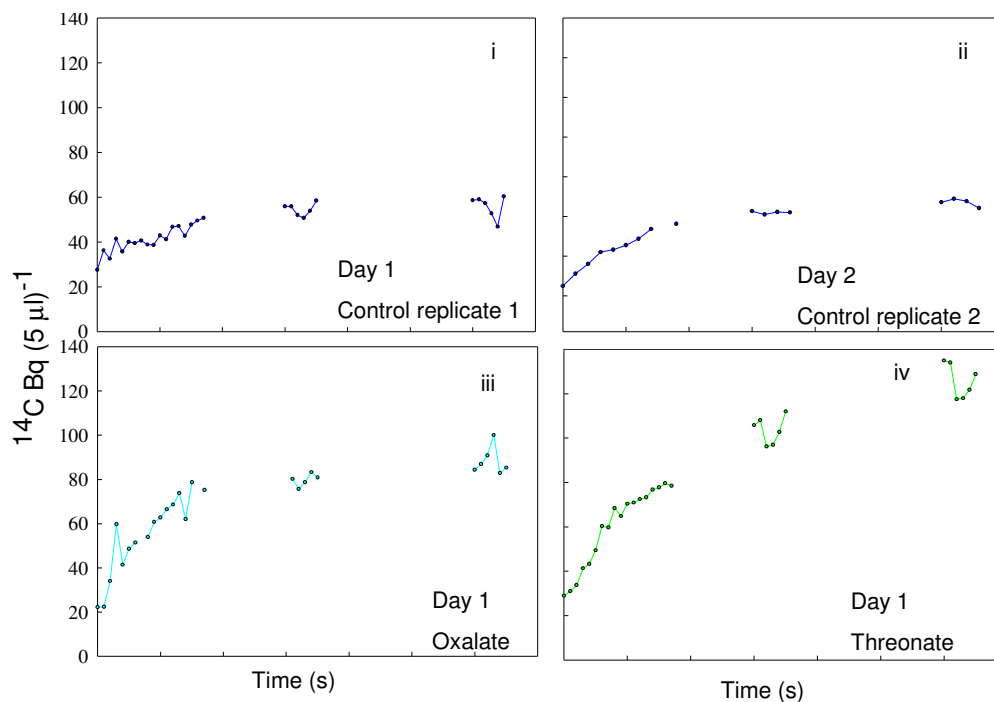 140
120
100
80
60
40
20
0
i
Day 1
Control replicate 1
ii
Day 2
Control replicate 2
¹⁴C Bq (5 µl)⁻¹
140
120
100
80
60
40
20
0
iii
Day 1
Oxalate
iv
Day 1
Threonate
Time (s)
Time (s)